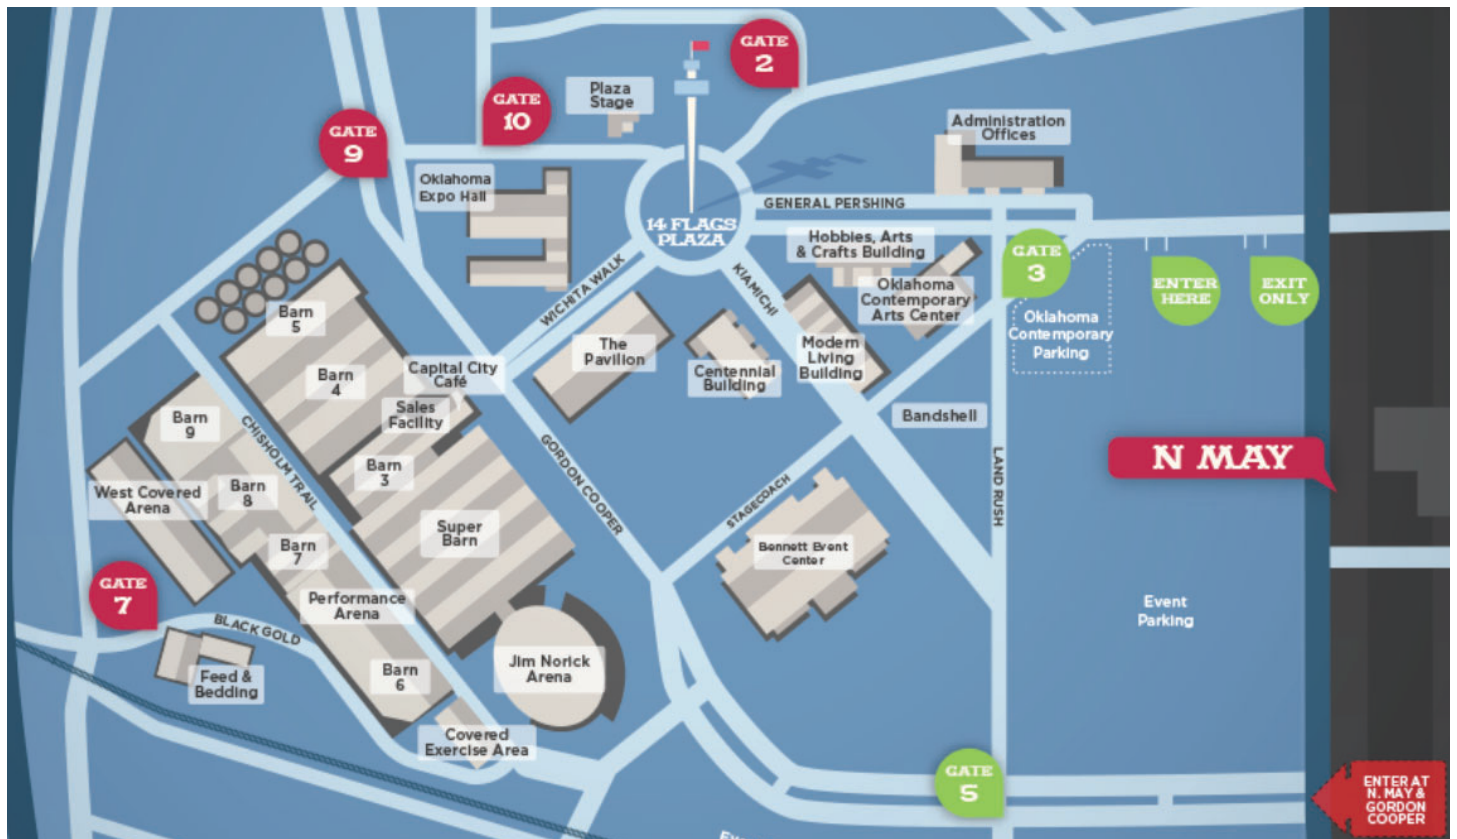 GATE
2
Plaza
Stage
GATE
10
GATE
9
Administration
Offices
Oklahoma
Expo Hall
GENERAL PERSHING
14 FLAGS
PLAZA
Hobbies, Arts
& Crafts Building
GATE
3
WICHITA WALK
KIAMICHI
Oklahoma
Contemporary
Arts Center
ENTER
HERE
EXIT
ONLY
Barn
5
Oklahoma
Contemporary
Parking
The
Pavilion
Modern
Living
Building
Centennial
Building
Capital City
Café
Barn
4
Sales
Facility
Bandshell
Barn
9
CHISHOLM TRAIL
GORDON COOPER
N MAY
Barn
3
LAND RUSH
West Covered
Arena
Barn
8
STAGECOACH
Super
Barn
Barn
7
Bennett Event
Center
GATE
7
Performance
Arena
Event
Parking
BLACK GOLD
Feed &
Bedding
Barn
6
Jim Norick
Arena
Covered
Exercise Area
GATE
5
ENTER AT
N. MAY &
GORDON
COOPER